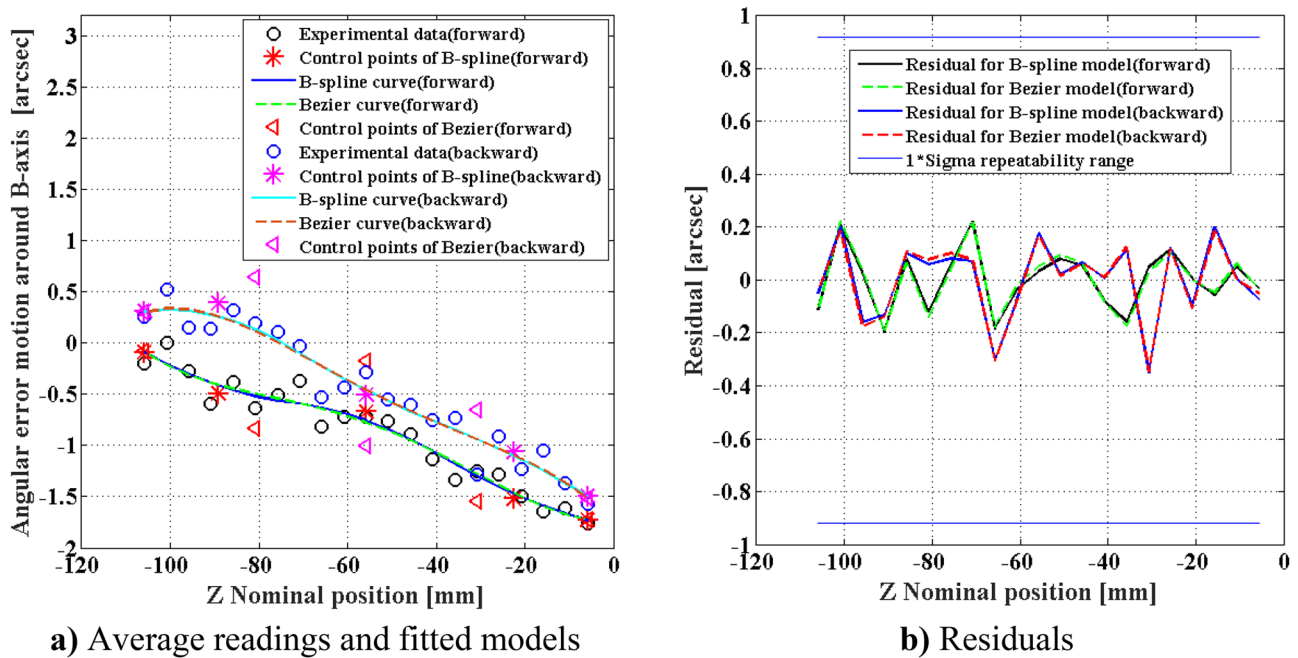 Angular error motion around B-axis [arcsec]
3
2.5
2
1.5
1
0.5
0
-0.5
-1
-1.5
-2
-120
-100
-80
-60
-40
-20
0
Z Nominal position [mm]
Experimental data(forward)
Control points of B-spline(forward)
B-spline curve(forward)
Bezier curve(forward)
Control points of Bezier(forward)
Experimental data(backward)
Control points of B-spline(backward)
B-spline curve(backward)
Bezier curve(backward)
Control points of Bezier(backward)
a) Average readings and fitted models
Residual [arcsec]
1
0.8
0.6
0.4
0.2
0
-0.2
-0.4
-0.6
-0.8
-1
-120
-100
-80
-60
-40
-20
0
Z Nominal position [mm]
Residual for B-spline model(forward)
Residual for Bezier model(forward)
Residual for B-spline model(backward)
Residual for Bezier model(backward)
1*Sigma repeatability range
b) Residuals